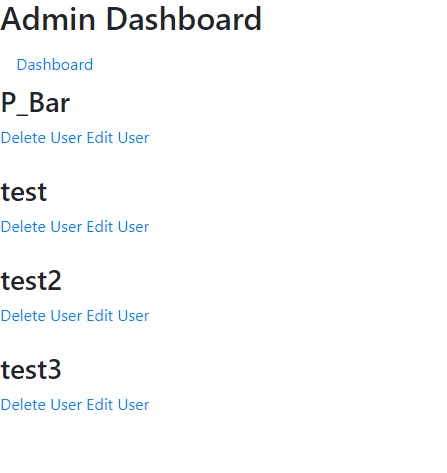 Admin Dashboard
Dashboard
P_Bar
Delete User Edit User
test
Delete User Edit User
test2
Delete User Edit User
test3
Delete User Edit User